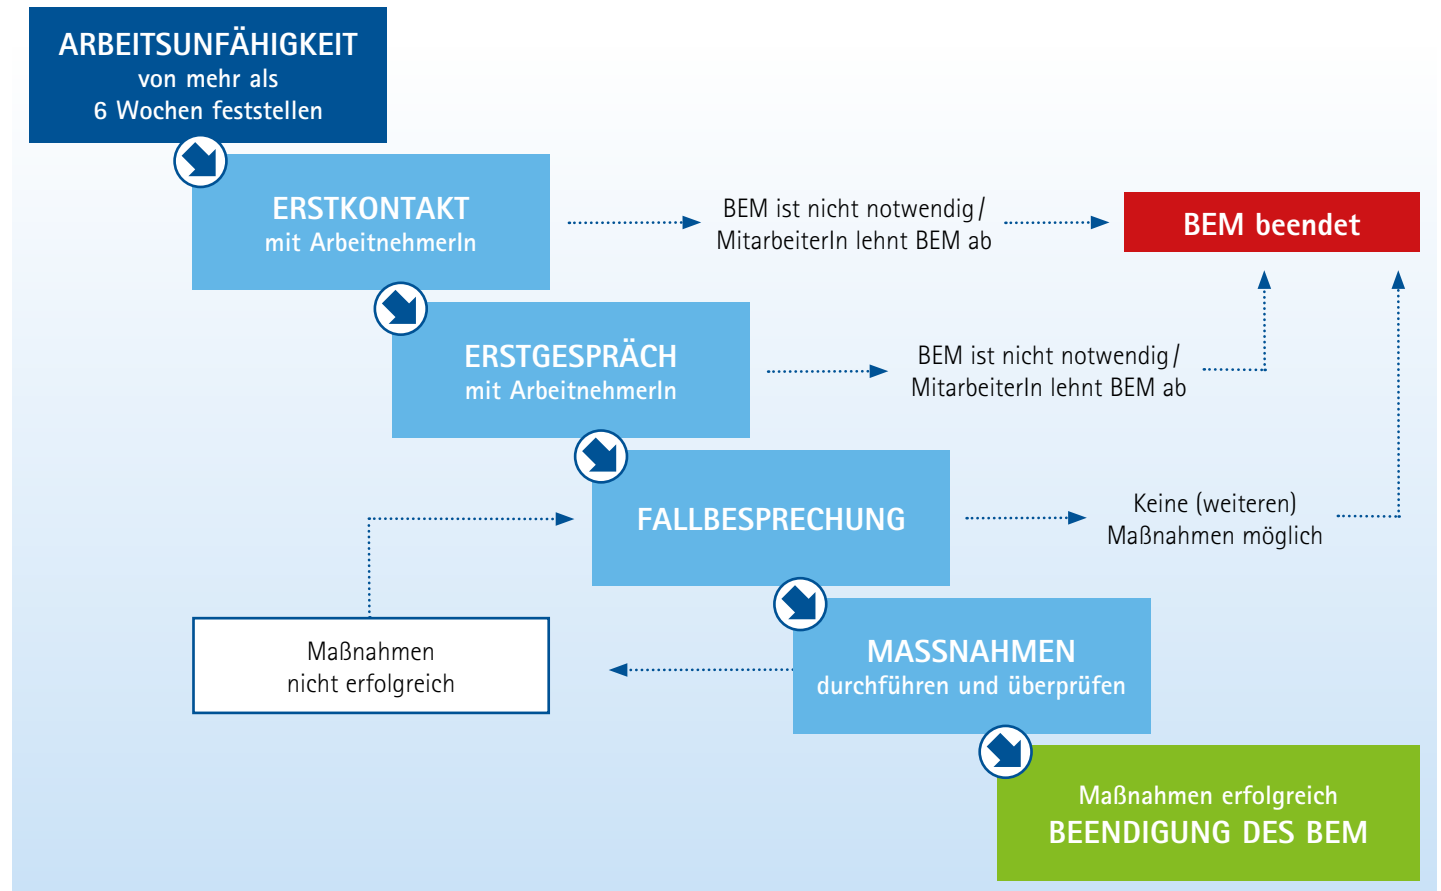 ARBEITSUNFÄHIGKEIT
von mehr als
6 Wochen feststellen
ERSTKONTAKT
mit ArbeitnehmerIn
BEM ist nicht notwendig /
MitarbeiterIn lehnt BEM ab
BEM beendet
ERSTGESPRÄCH
mit ArbeitnehmerIn
BEM ist nicht notwendig /
MitarbeiterIn lehnt BEM ab
FALLBESPRECHUNG
Keine (weiteren)
Maßnahmen möglich
Maßnahmen
nicht erfolgreich
MASSNAHMEN
durchführen und überprüfen
Maßnahmen erfolgreich
BEENDIGUNG DES BEM